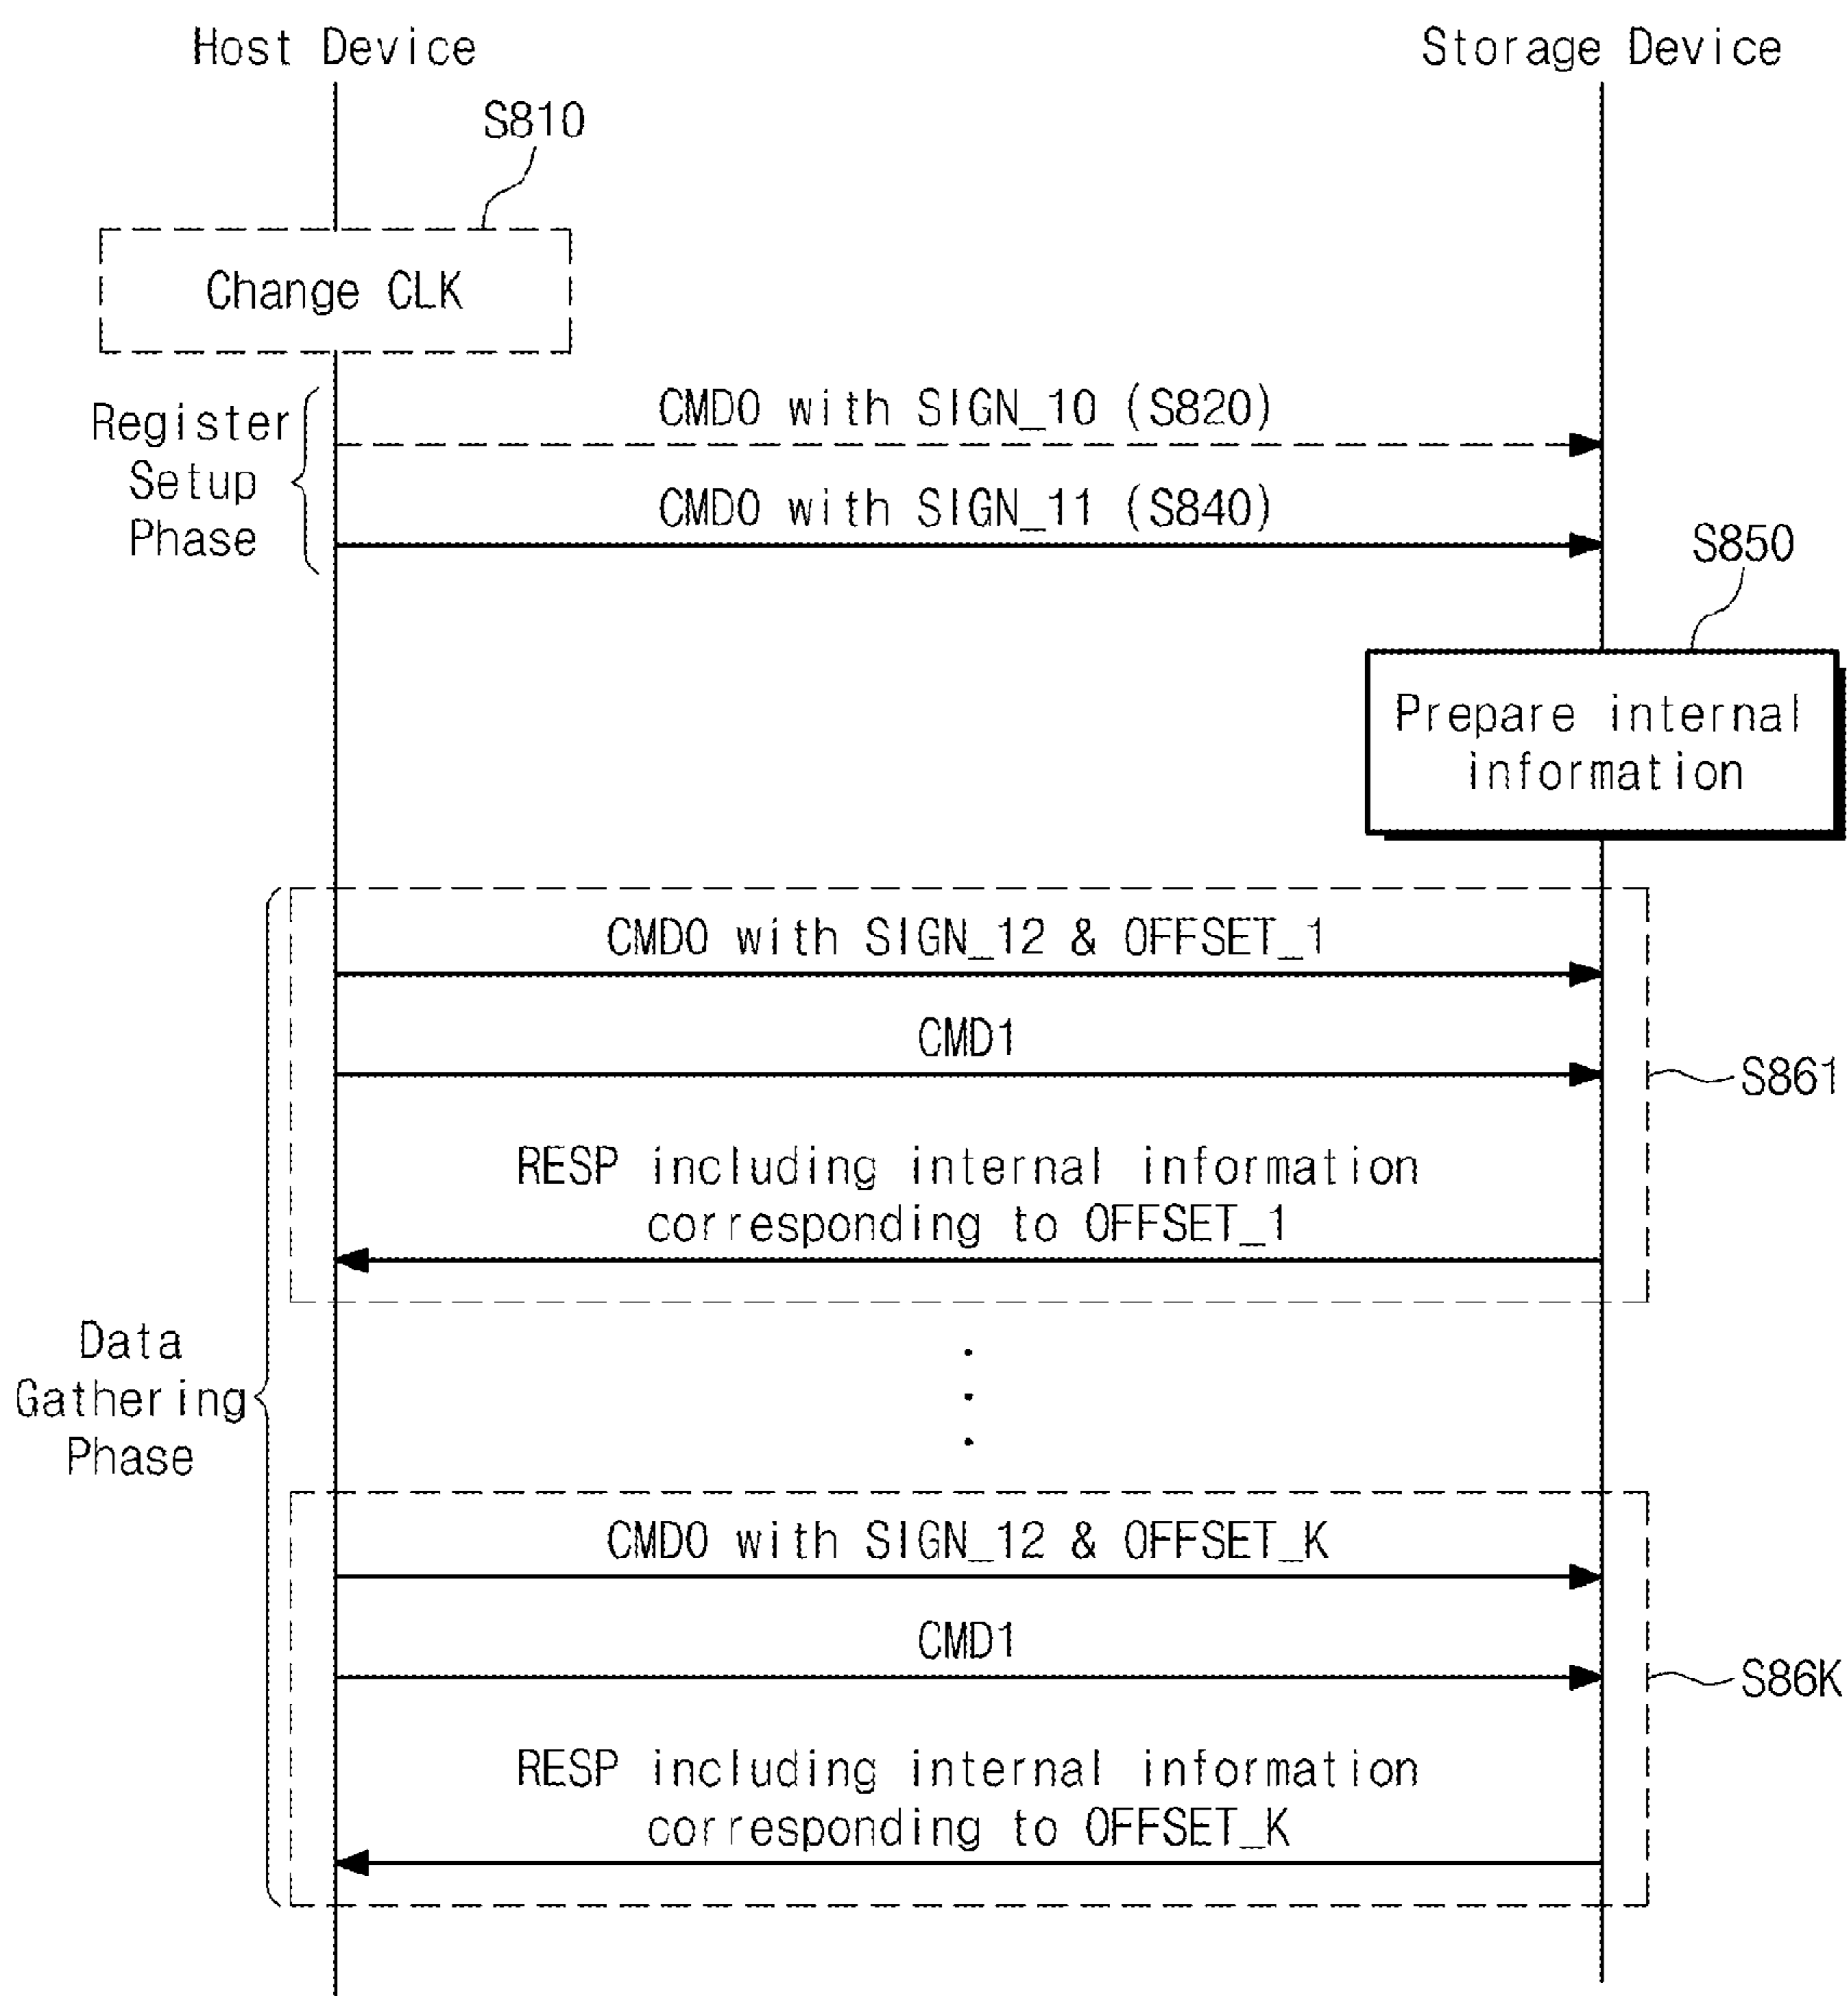 Host Device
Storage Device
S810
Change CLK
Register
Setup
Phase
CMD0 with SIGN_10 (S820)
CMD0 with SIGN_11 (S840)
S850
Prepare internal
information
CMD0 with SIGN_12 & OFFSET_1
CMD1
S861
RESP including internal information
corresponding to OFFSET_1
Data
Gathering
Phase
CMD0 with SIGN_12 & OFFSET_K
CMD1
S86K
RESP including internal information
corresponding to OFFSET_K